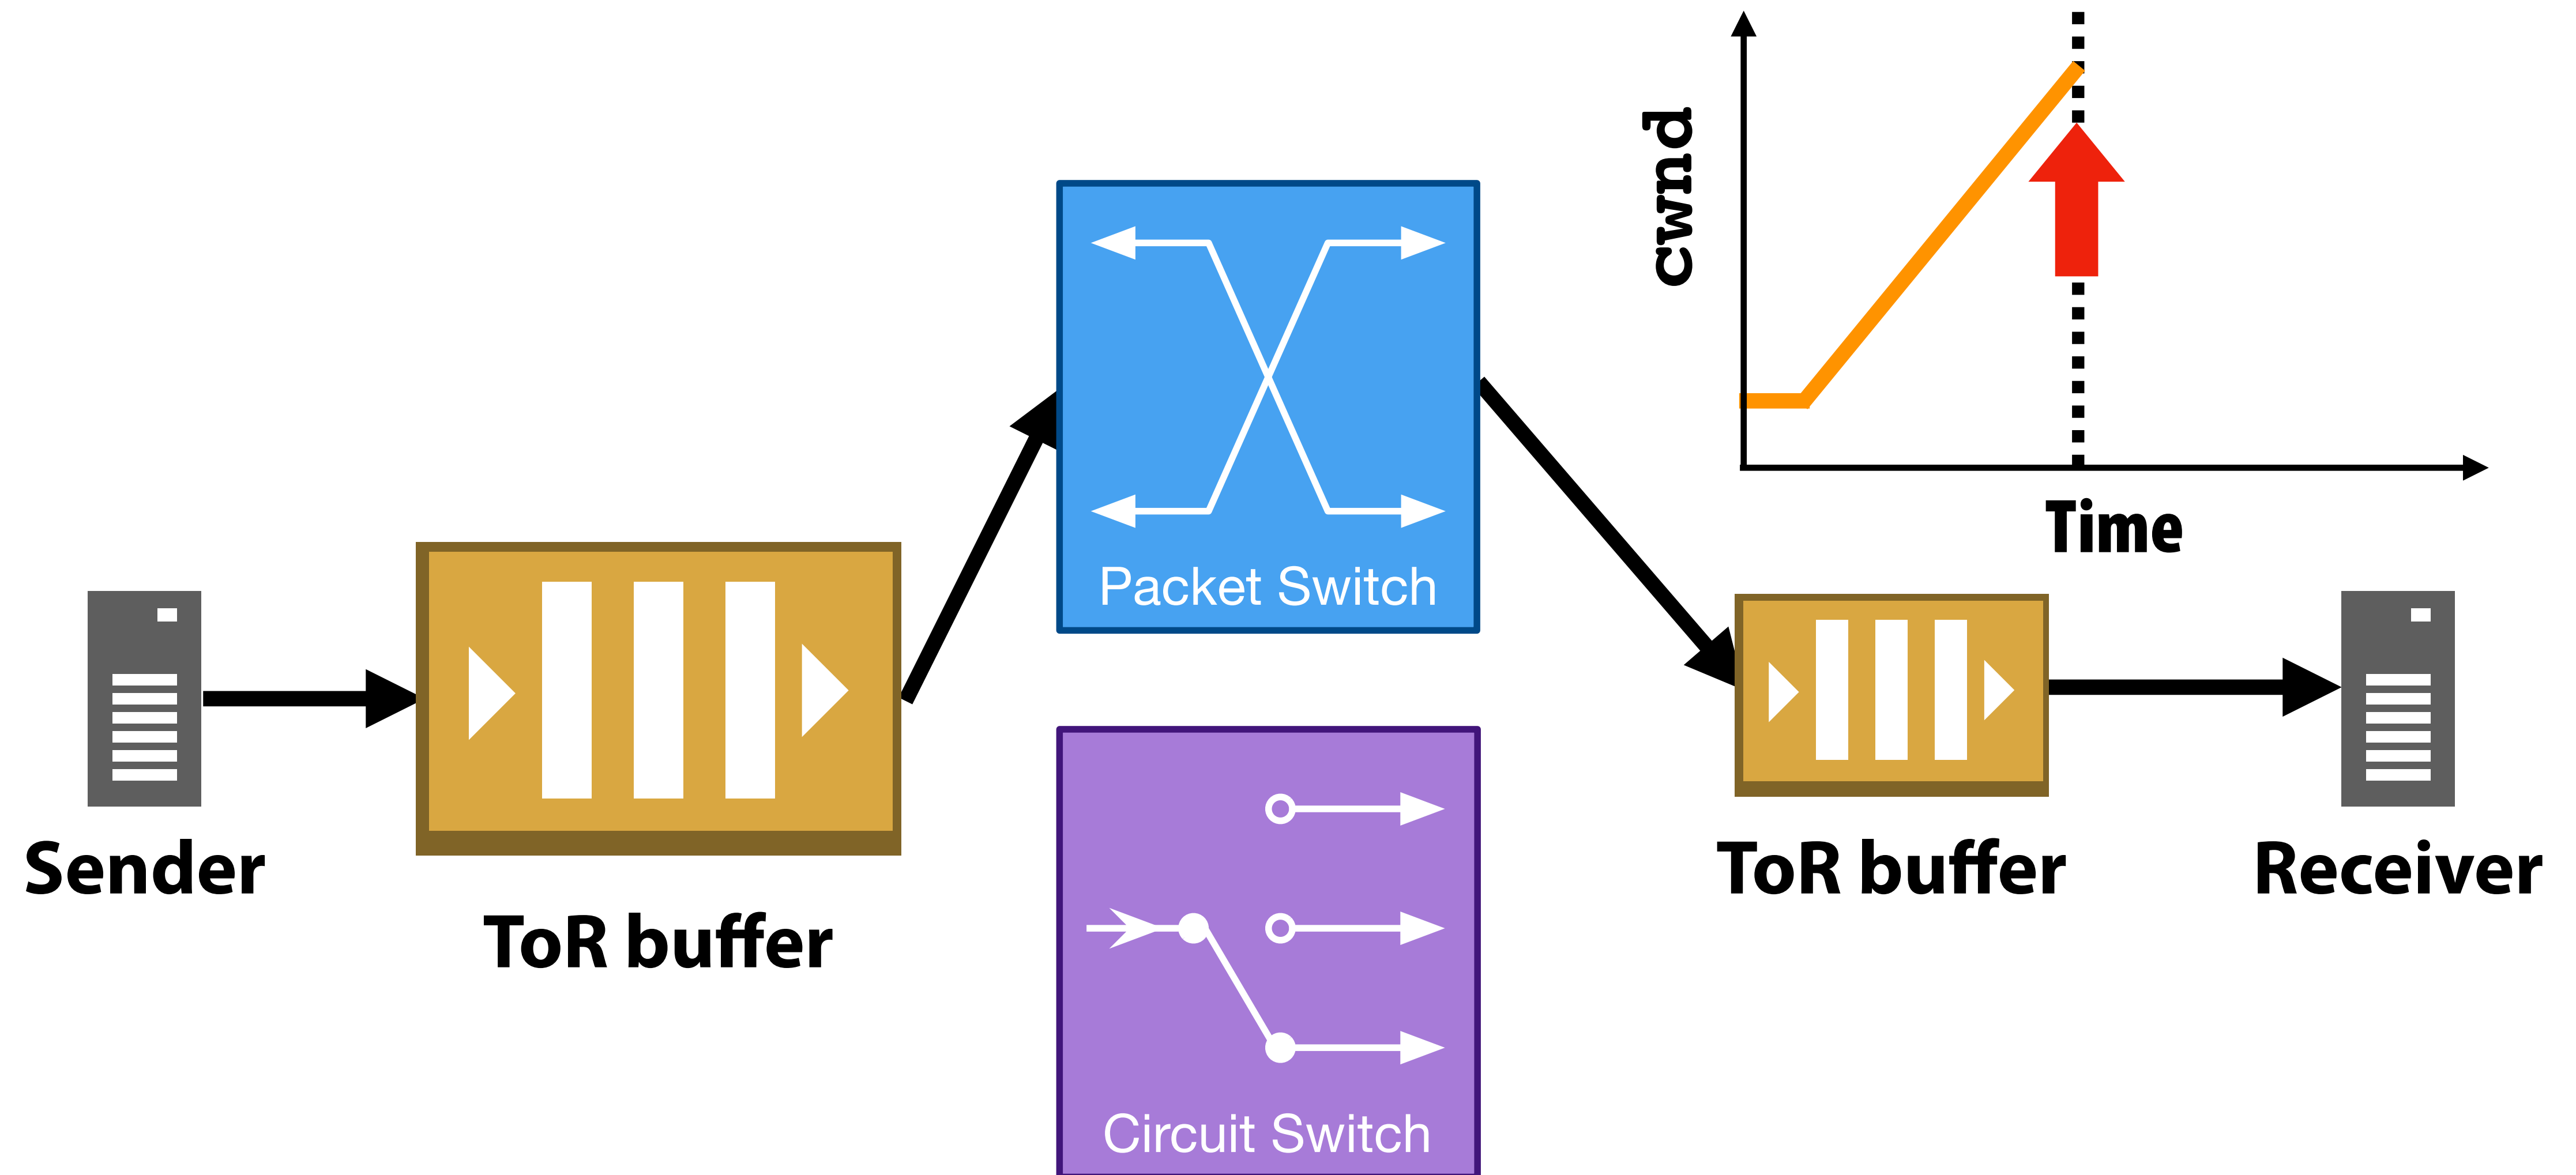 cwnd
Time
Packet Switch
Sender
ToR buffer
ToR buffer
Receiver
Circuit Switch